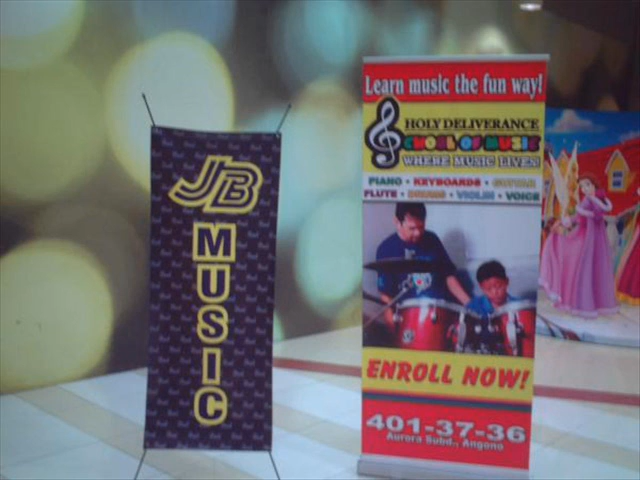 JB
MUSIC
Learn music the fun way!
HOLY DELIVERANCE
SCHOOL OF MUSIC
WHERE MUSIC LIVES
PIANO • KEYBOARDS • GUITAR
FLUTE • DRUMS • VIOLIN • VOICE
ENROLL NOW!
401-37-36
Aurora Subd., Angono